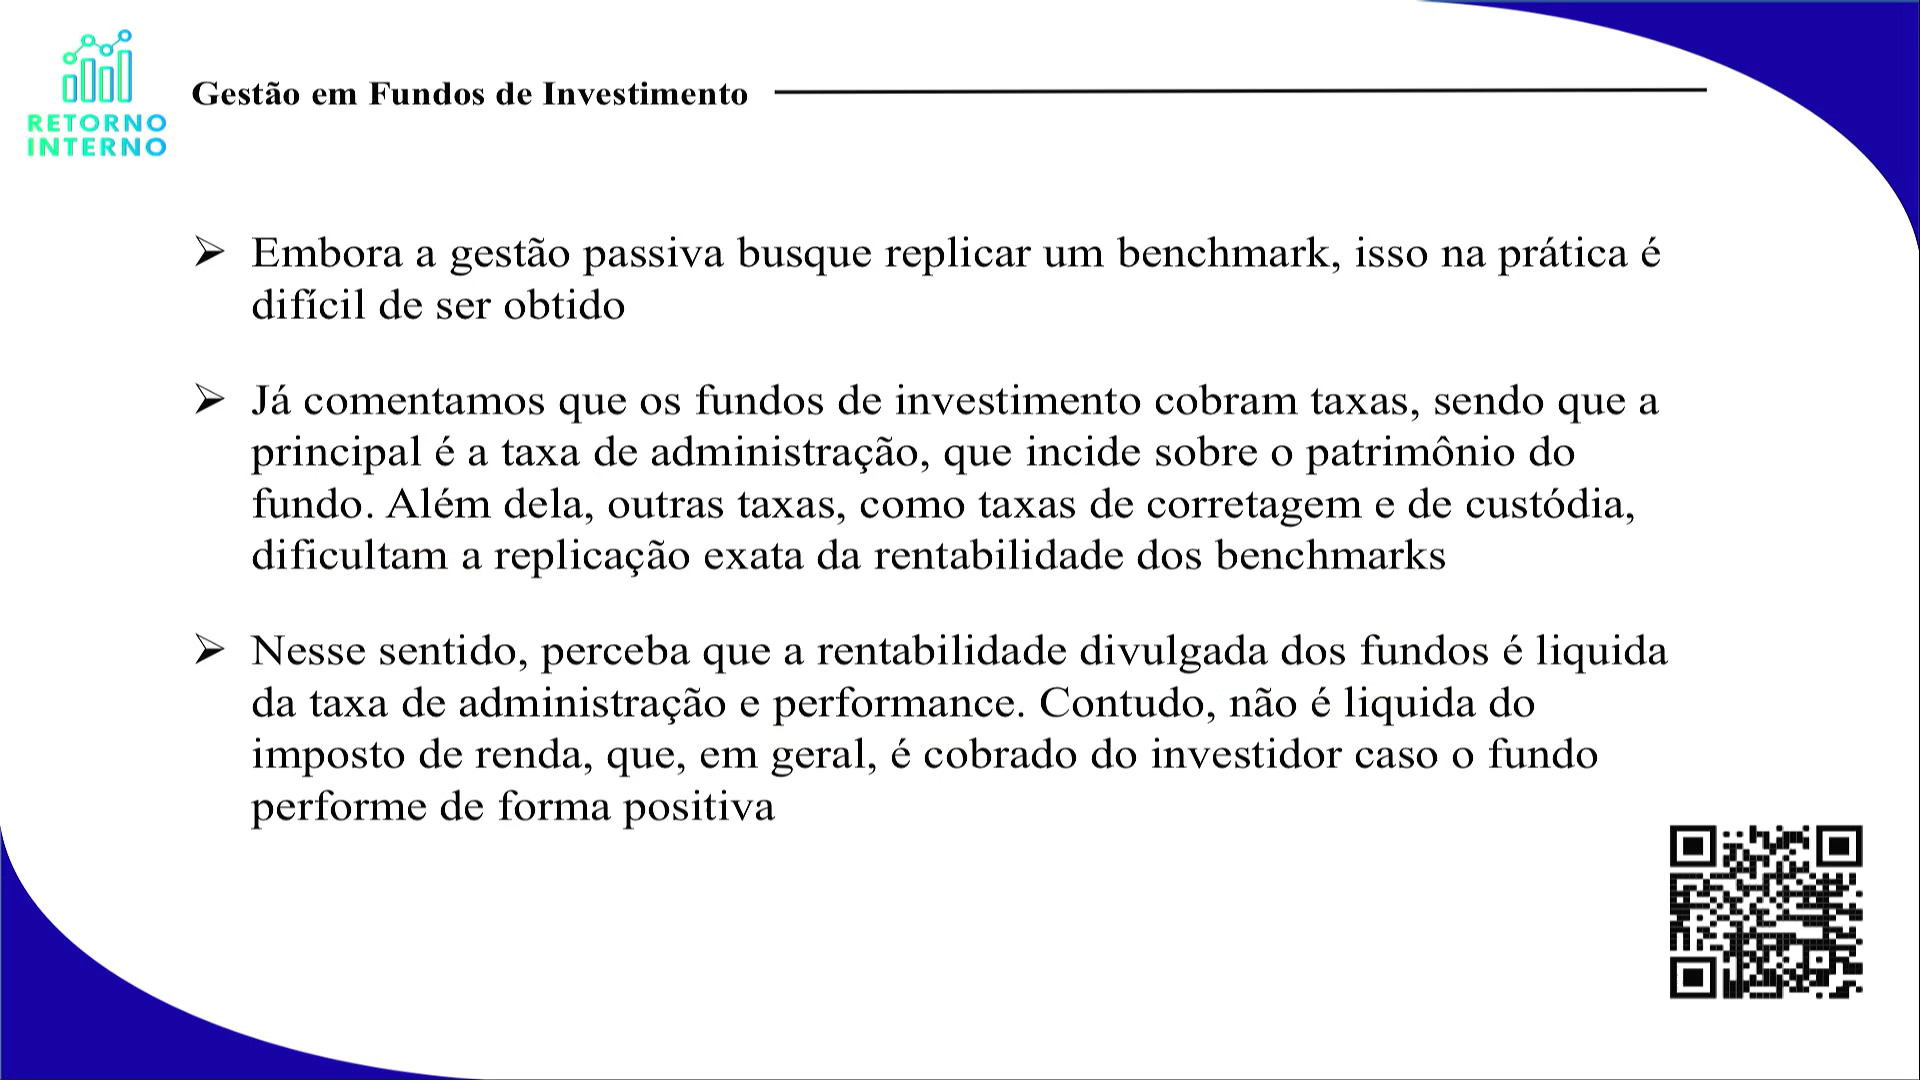 RETORNO
INTERNO
Gestão em Fundos de Investimento
➢ Embora a gestão passiva busque replicar um benchmark, isso na prática é
difícil de ser obtido
➢ Já comentamos que os fundos de investimento cobram taxas, sendo que a
principal é a taxa de administração, que incide sobre o patrimônio do
fundo. Além dela, outras taxas, como taxas de corretagem e de custódia,
dificultam a replicação exata da rentabilidade dos benchmarks
➢ Nesse sentido, perceba que a rentabilidade divulgada dos fundos é liquida
da taxa de administração e performance. Contudo, não é liquida do
imposto de renda, que, em geral, é cobrado do investidor caso o fundo
performe de forma positiva